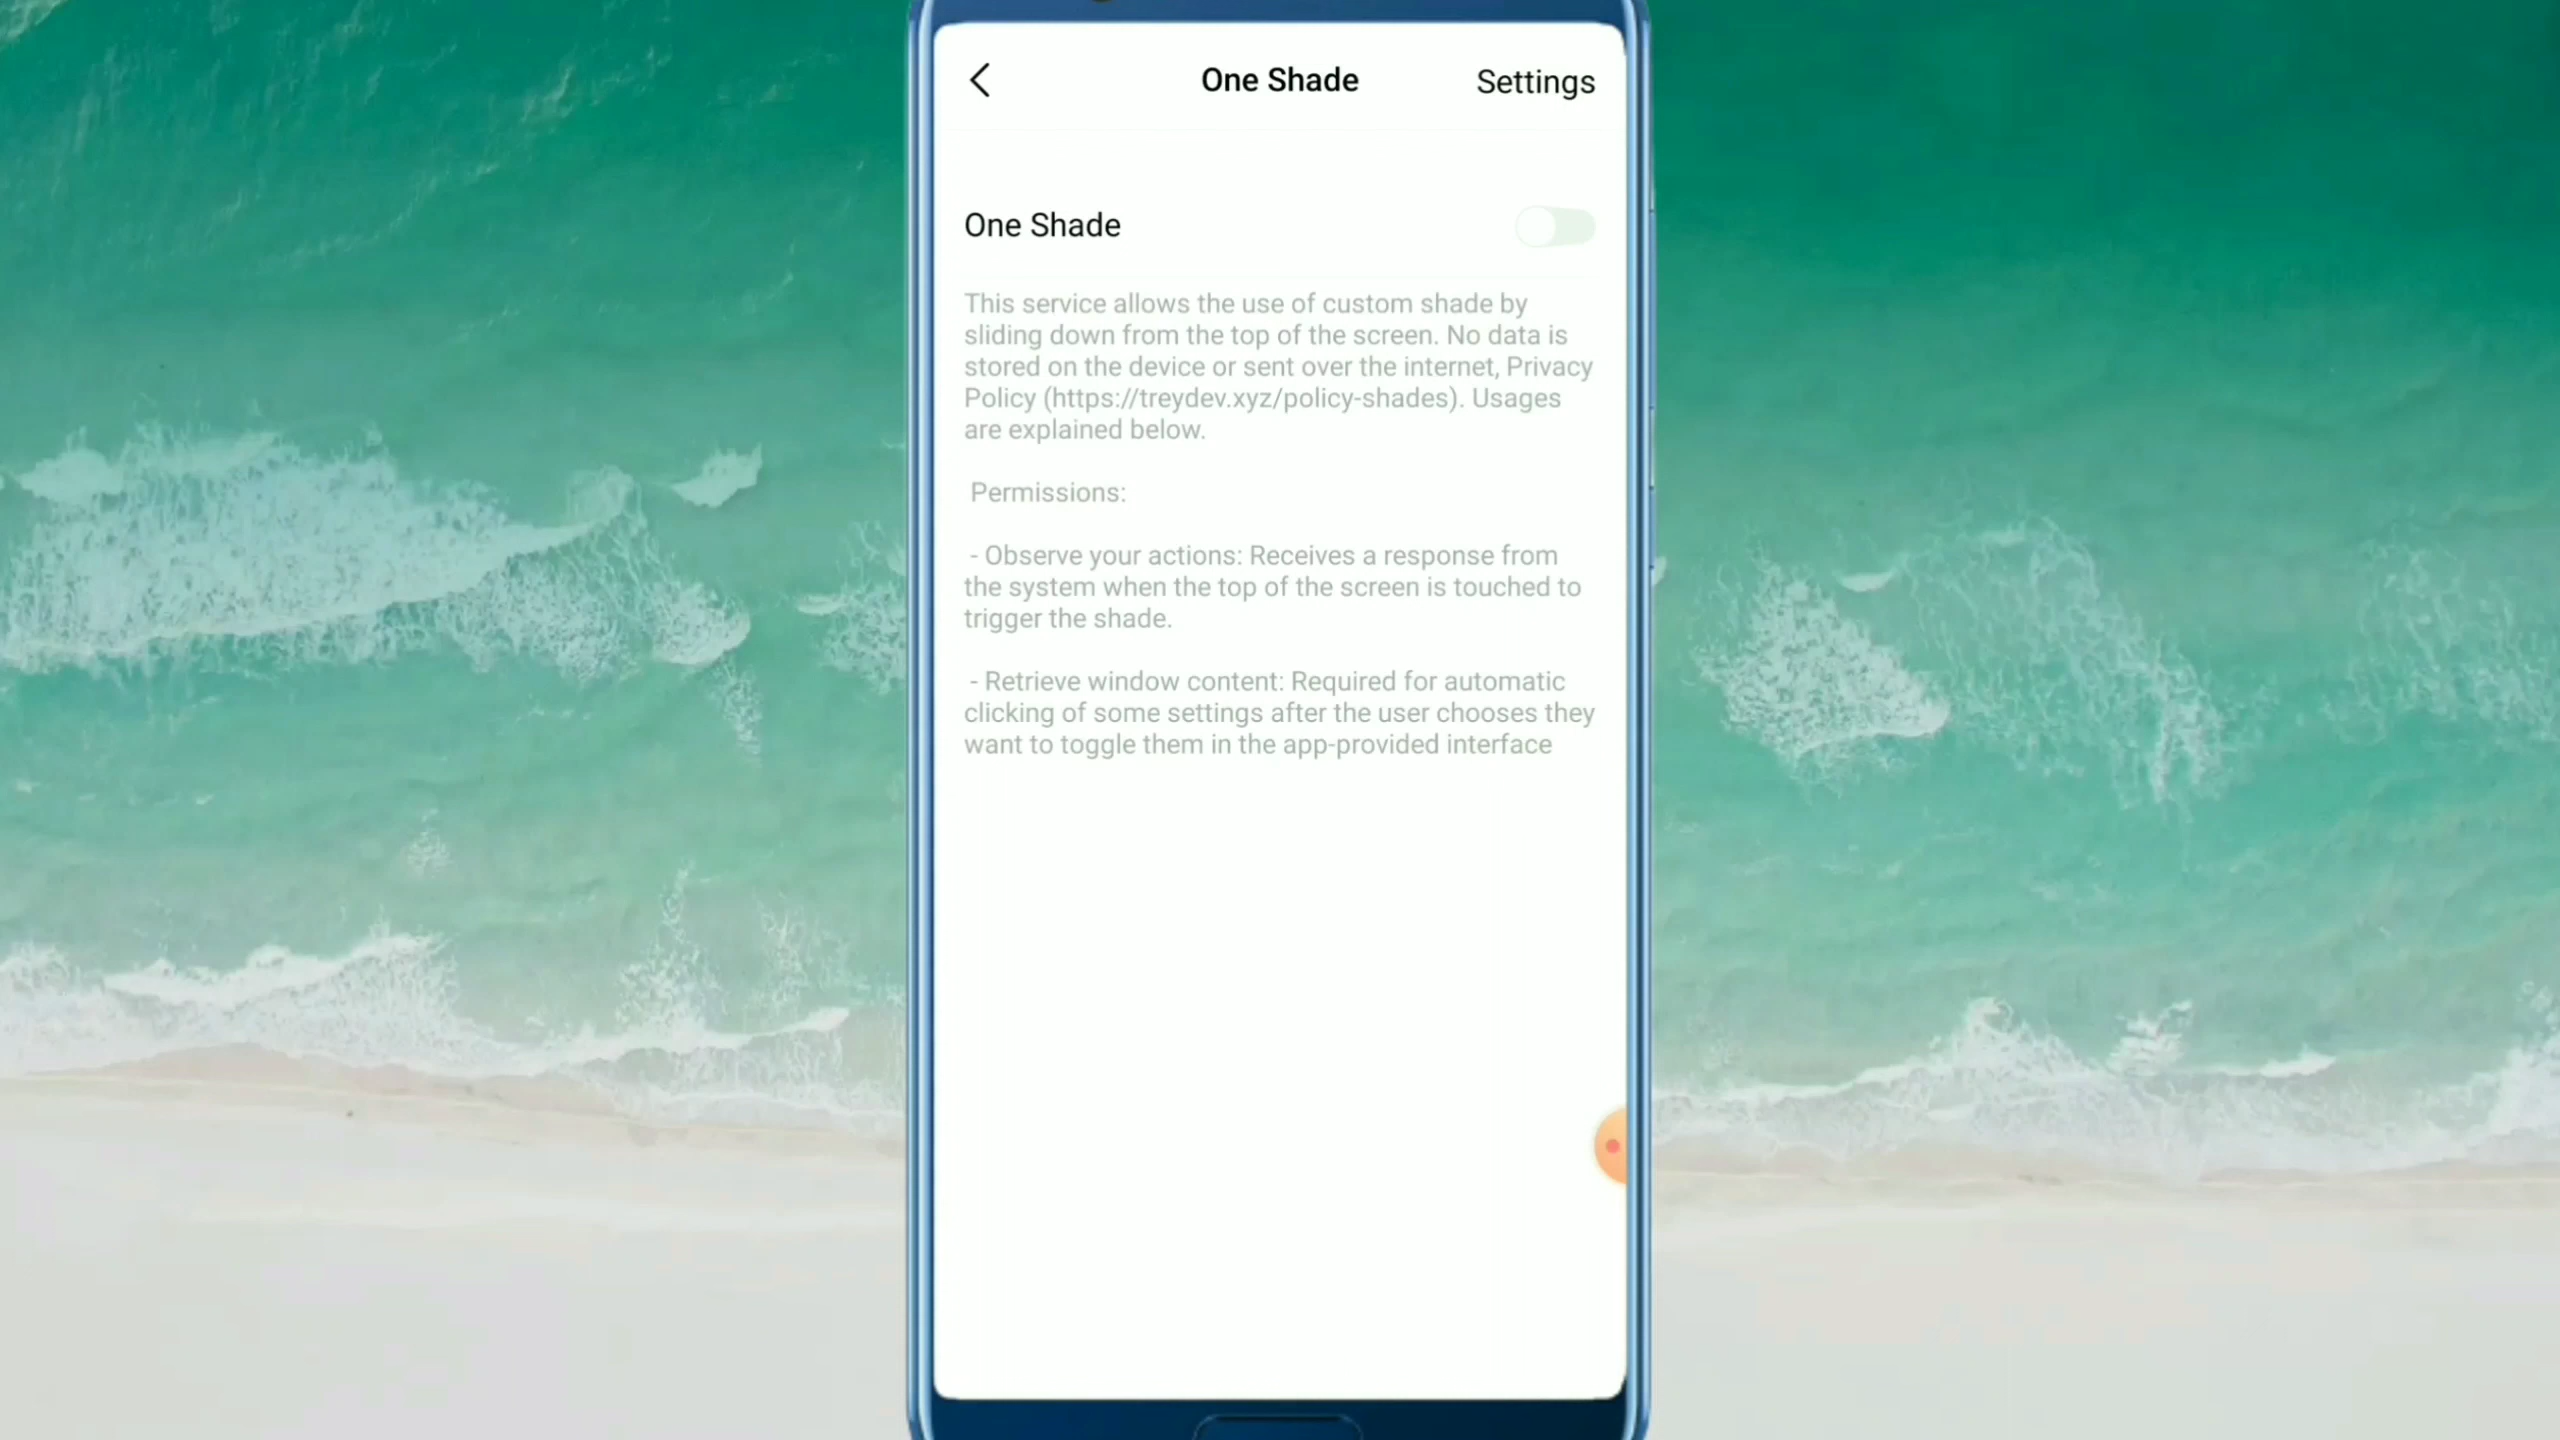 One Shade
Settings
One Shade
This service allows the use of custom shade by
sliding down from the top of the screen. No data is
stored on the device or sent over the internet, Privacy
Policy (https://treydev.xyz/policy-shades). Usages
are explained below.
Permissions:
- Observe your actions: Receives a response from
the system when the top of the screen is touched to
trigger the shade.
- Retrieve window content: Required for automatic
clicking of some settings after the user chooses they
want to toggle them in the app-provided interface